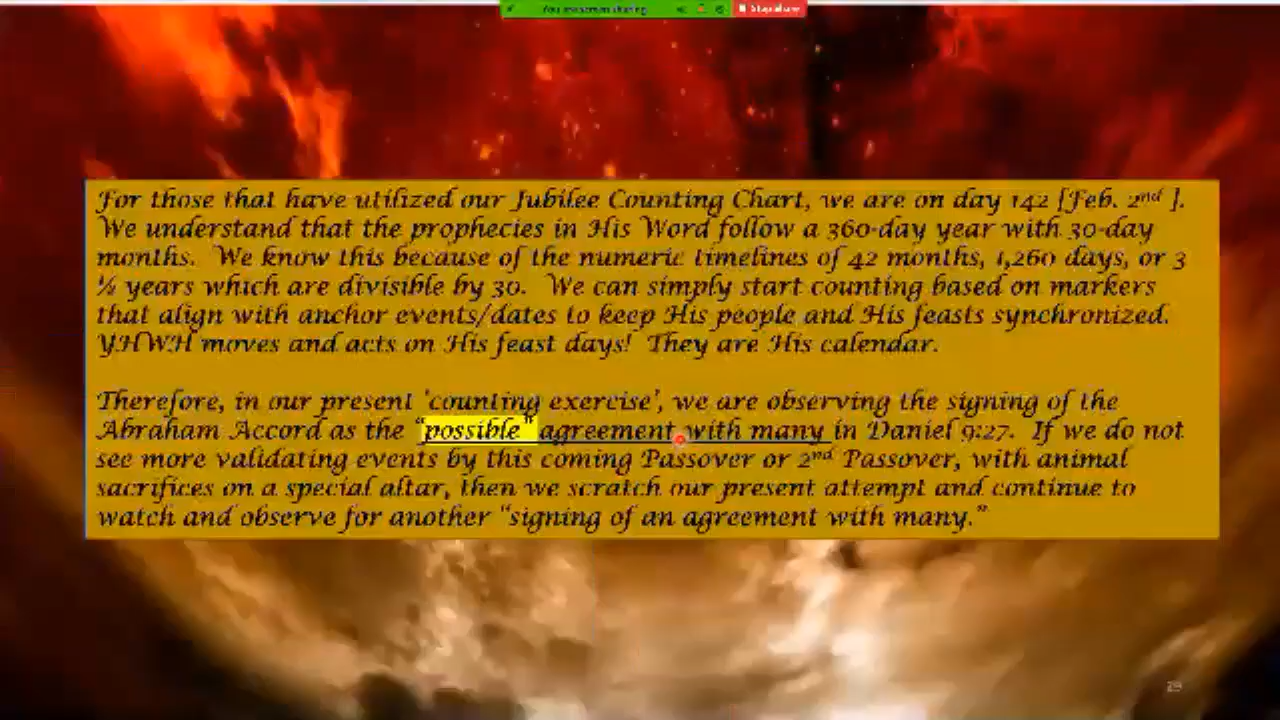 You are screen sharing
Stop Share
For those that have utilized our Jubilee Counting Chart, we are on day 142 [Feb. 2nd ].
We understand that the prophecies in His Word follow a 360-day year with 30-day
months. We know this because of the numeric timelines of 42 months, 1,260 days, or 3
½ years which are divisible by 30. We can simply start counting based on markers
that align with anchor events/dates to keep His people and His feasts synchronized.
YHWH moves and acts on His feast days! They are His calendar.
Therefore, in our present 'counting exercise', we are observing the signing of the
Abraham Accord as the "possible" agreement with many in Daniel 9:27. If we do not
see more validating events by this coming Passover or 2nd Passover, with animal
sacrifices on a special altar, then we scratch our present attempt and continue to
watch and observe for another "signing of an agreement with many."